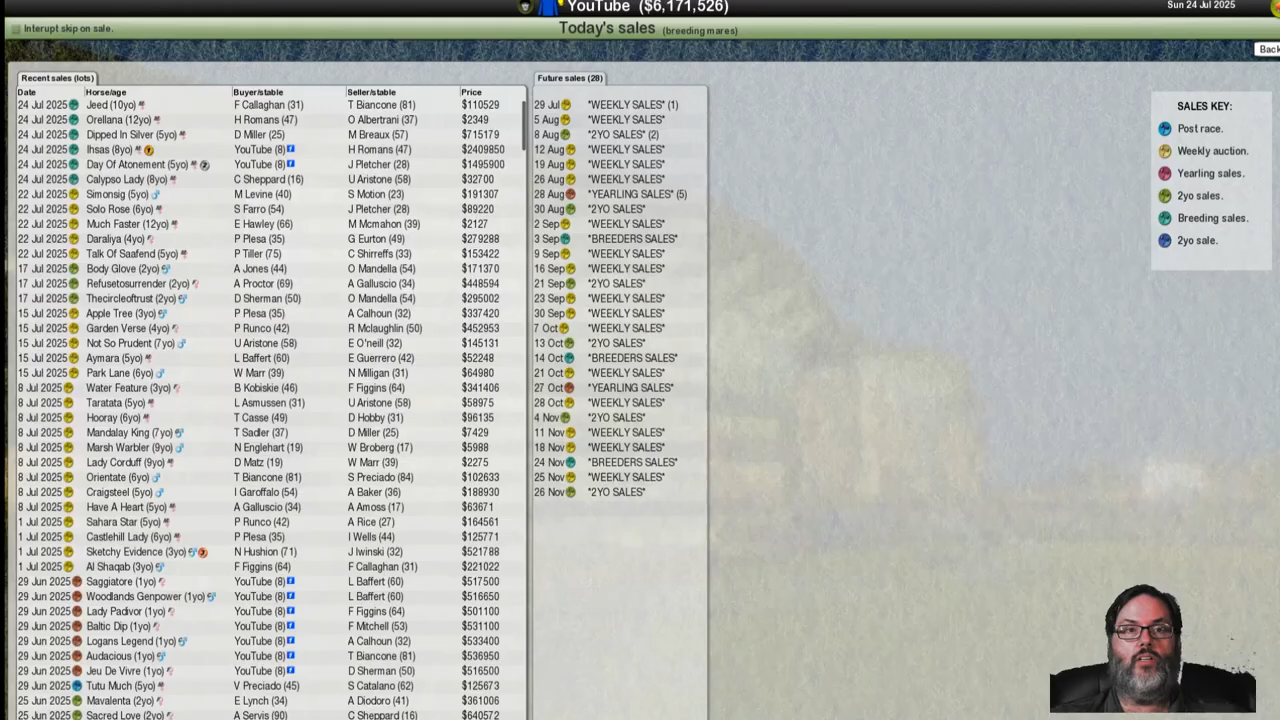 YouTube ($6,171,526)
Sun 24 Jul 2025
Interupt skip on sale.
Today's sales (breeding mares)
Back
Recent sales (lots)
Date Horse/age Buyer/stable Seller/stable Price
24 Jul 2025 Jeed (10yo) F Callaghan (31) T Biancone (81) $110529
24 Jul 2025 Orellana (12yo) H Romans (47) O Albertrani (37) $2349
24 Jul 2025 Dipped In Silver (5yo) D Miller (25) M Breaux (57) $715179
24 Jul 2025 Ihsas (8yo) YouTube (8) H Romans (47) $2409850
24 Jul 2025 Day Of Atonement (5yo) YouTube (8) J Pletcher (28) $1495900
24 Jul 2025 Calypso Lady (8yo) C Sheppard (16) U Aristone (58) $32700
22 Jul 2025 Simonsig (5yo) M Levine (40) S Motion (23) $191307
22 Jul 2025 Solo Rose (6yo) S Farro (54) J Pletcher (28) $89220
22 Jul 2025 Much Faster (12yo) E Hawley (66) M Mcmahon (39) $2127
22 Jul 2025 Daraliya (4yo) P Plesa (35) G Eurton (49) $279288
22 Jul 2025 Talk Of Saafend (5yo) P Tiller (75) C Shirreffs (33) $153422
17 Jul 2025 Body Glove (2yo) A Jones (44) O Mandella (54) $171370
17 Jul 2025 Refusetosurrender (2yo) A Proctor (69) A Galluscio (34) $448594
17 Jul 2025 Thecircleoftrust (2yo) D Sherman (50) O Mandella (54) $295002
15 Jul 2025 Apple Tree (3yo) P Plesa (35) A Calhoun (32) $337420
15 Jul 2025 Garden Verse (4yo) P Runco (42) R Mclaughlin (50) $452953
15 Jul 2025 Not So Prudent (7yo) U Aristone (58) E O'neill (32) $145131
15 Jul 2025 Aymara (5yo) L Baffert (60) E Guerrero (42) $52248
15 Jul 2025 Park Lane (6yo) W Marr (39) N Milligan (31) $64980
8 Jul 2025 Water Feature (3yo) B Kobiskie (46) F Figgins (64) $341406
8 Jul 2025 Taratata (5yo) L Asmussen (31) U Aristone (58) $58975
8 Jul 2025 Hooray (6yo) T Casse (49) D Hobby (31) $96135
8 Jul 2025 Mandalay King (7yo) T Sadler (37) D Miller (25) $7429
8 Jul 2025 Marsh Warbler (9yo) N Englehart (19) W Broberg (17) $5988
8 Jul 2025 Lady Corduff (9yo) D Matz (19) W Marr (39) $2275
8 Jul 2025 Orientate (6yo) T Biancone (81) S Preciado (84) $102633
8 Jul 2025 Craigsteel (5yo) I Garoffalo (54) A Baker (36) $188930
8 Jul 2025 Have A Heart (5yo) A Galluscio (34) A Amoss (17) $63671
1 Jul 2025 Sahara Star (5yo) P Runco (42) A Rice (27) $164561
1 Jul 2025 Castlehill Lady (6yo) P Plesa (35) I Wells (44) $125771
1 Jul 2025 Sketchy Evidence (3yo) N Hushion (71) J Iwinski (32) $521788
1 Jul 2025 Al Shaqab (3yo) F Figgins (64) F Callaghan (31) $221022
29 Jun 2025 Saggiatore (1yo) YouTube (8) L Baffert (60) $517500
29 Jun 2025 Woodlands Genpower (1yo) YouTube (8) L Baffert (60) $516650
29 Jun 2025 Lady Padivor (1yo) YouTube (8) F Figgins (64) $501100
29 Jun 2025 Baltic Dip (1yo) YouTube (8) F Mitchell (53) $531100
29 Jun 2025 Logans Legend (1yo) YouTube (8) A Calhoun (32) $533400
29 Jun 2025 Audacious (1yo) YouTube (8) T Biancone (81) $536950
29 Jun 2025 Jeu De Vivre (1yo) YouTube (8) D Sherman (50) $516500
29 Jun 2025 Tutu Much (5yo) V Preciado (45) S Catalano (62) $125673
25 Jun 2025 Mavalenta (2yo) E Lynch (34) A Diodoro (41) $361006
25 Jun 2025 Sacred Love (2yo) A Servis (90) C Sheppard (16) $640572
Future sales (28)
29 Jul *WEEKLY SALES* (1)
5 Aug *WEEKLY SALES*
8 Aug *2YO SALES* (2)
12 Aug *WEEKLY SALES*
19 Aug *WEEKLY SALES*
26 Aug *WEEKLY SALES*
28 Aug *YEARLING SALES* (5)
30 Aug *2YO SALES*
2 Sep *WEEKLY SALES*
3 Sep *BREEDERS SALES*
9 Sep *WEEKLY SALES*
16 Sep *WEEKLY SALES*
21 Sep *2YO SALES*
23 Sep *WEEKLY SALES*
30 Sep *WEEKLY SALES*
7 Oct *WEEKLY SALES*
13 Oct *2YO SALES*
14 Oct *BREEDERS SALES*
21 Oct *WEEKLY SALES*
27 Oct *YEARLING SALES*
28 Oct *WEEKLY SALES*
4 Nov *2YO SALES*
11 Nov *WEEKLY SALES*
18 Nov *WEEKLY SALES*
24 Nov *BREEDERS SALES*
25 Nov *WEEKLY SALES*
26 Nov *2YO SALES*
SALES KEY:
Post race.
Weekly auction.
Yearling sales.
2yo sales.
Breeding sales.
2yo sale.